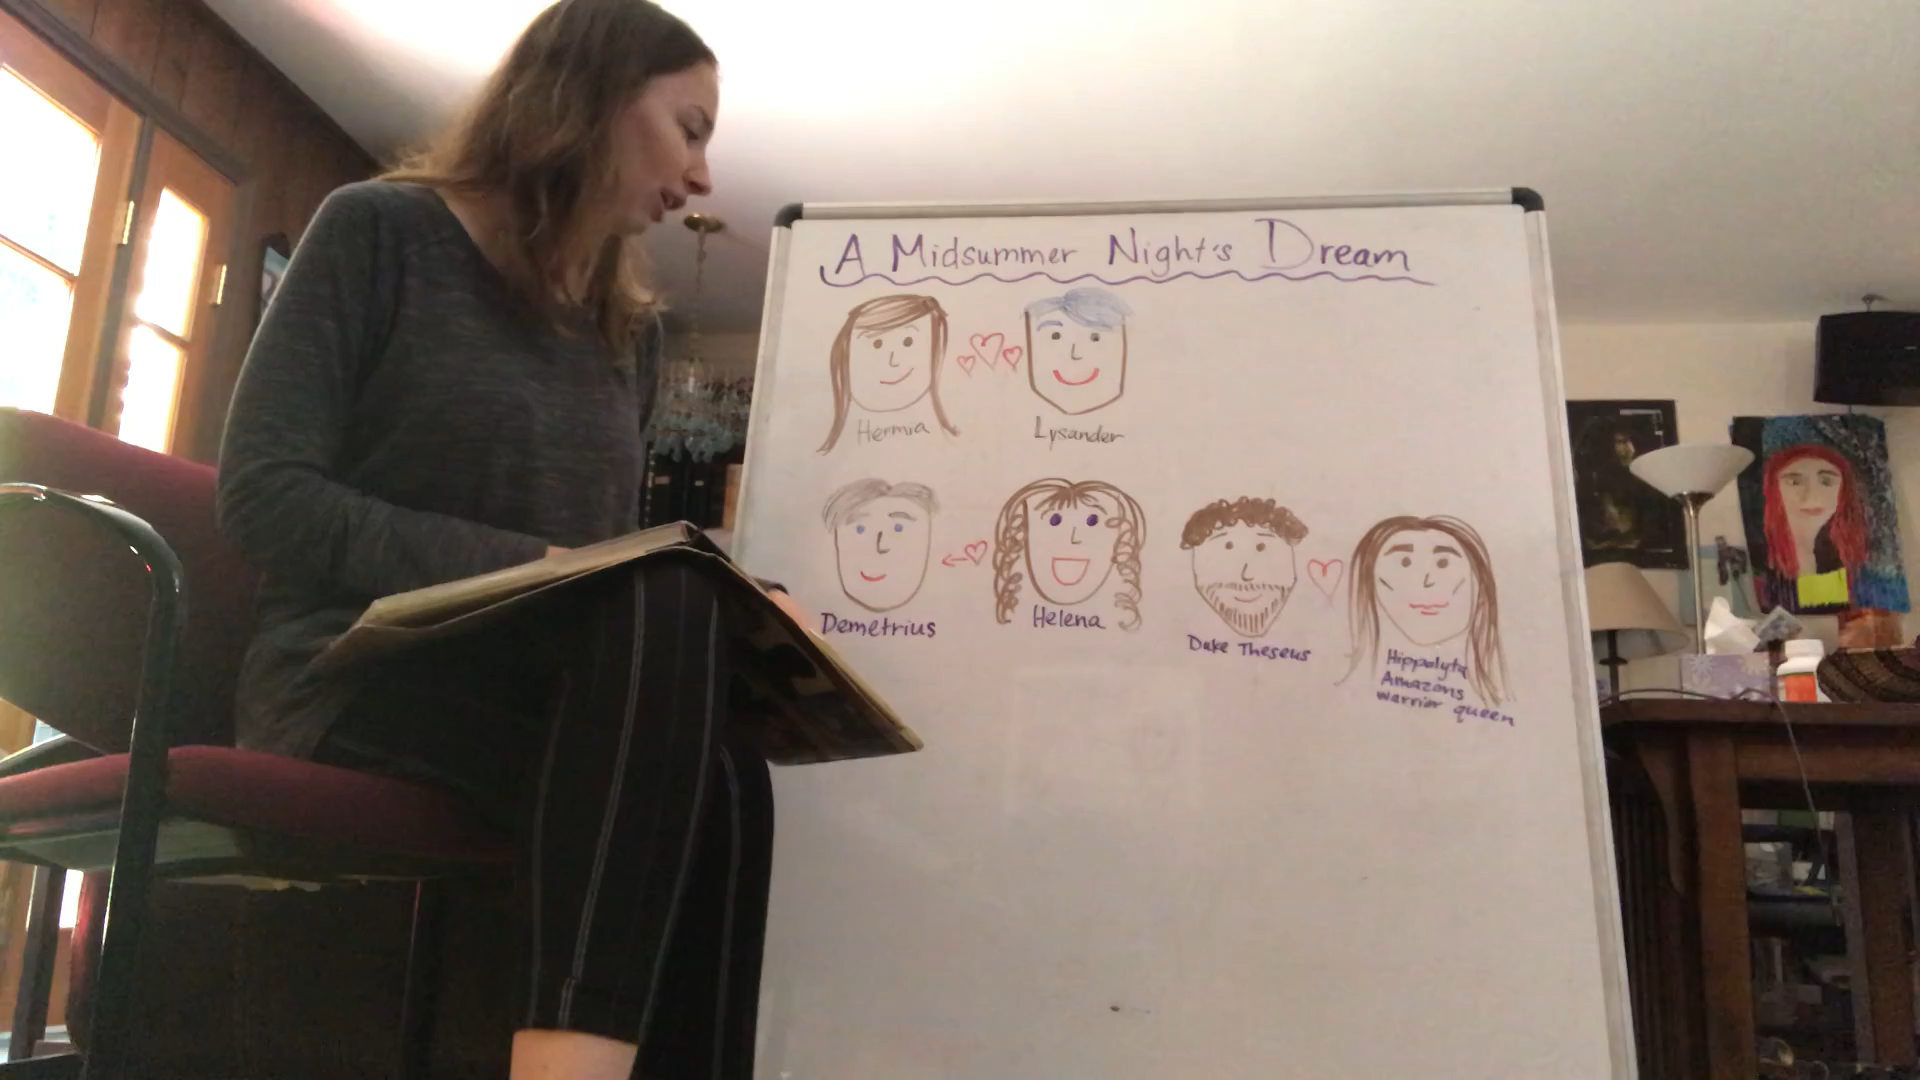 A Midsummer Night's Dream
Hermia
Lysander
Demetrius
Helena
Duke Theseus
Hippolyta
Amazons
warrior queen